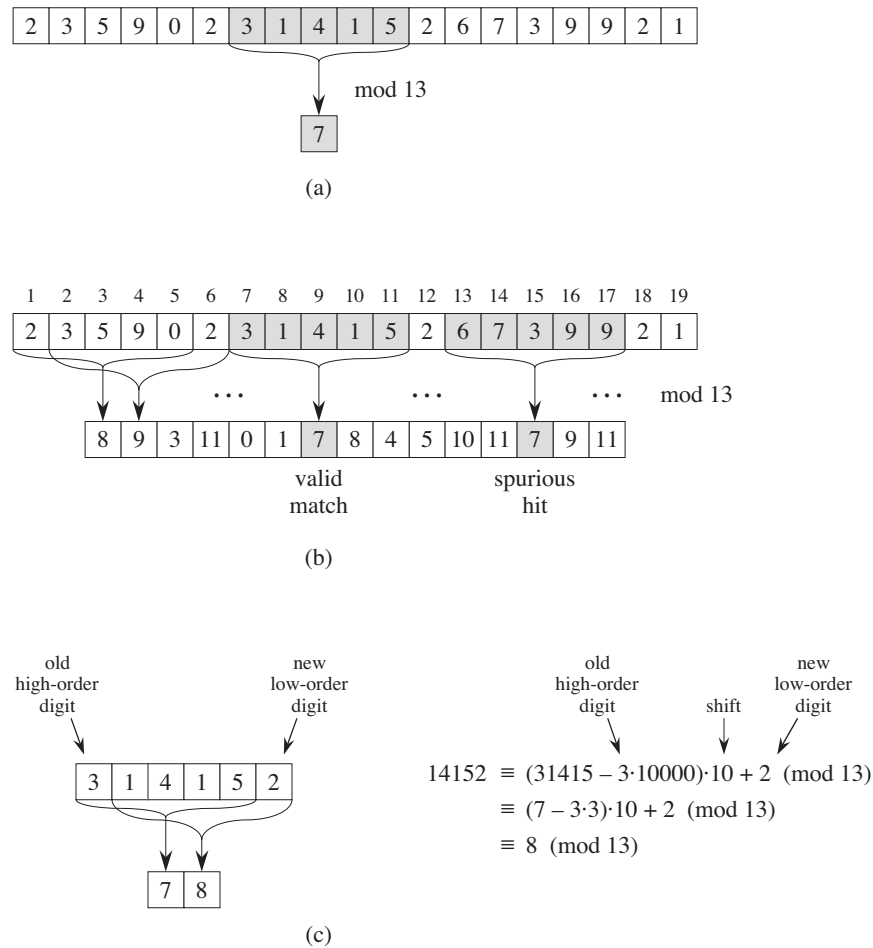 2 3 5 9 0 2 3 1 4 1 5 2 6 7 3 9 9 2 1
mod 13
7
(a)
1 2 3 4 5 6 7 8 9 10 11 12 13 14 15 16 17 18 19
2 3 5 9 0 2 3 1 4 1 5 2 6 7 3 9 9 2 1
… … … mod 13
8 9 3 11 0 1 7 8 4 5 10 11 7 9 11
valid
match
spurious
hit
(b)
old
high-order
digit
new
low-order
digit
3 1 4 1 5 2
7 8
old
high-order
digit
shift
new
low-order
digit
14152 ≡ (31415 – 3·10000)·10 + 2 (mod 13)
≡ (7 – 3·3)·10 + 2 (mod 13)
≡ 8 (mod 13)
(c)